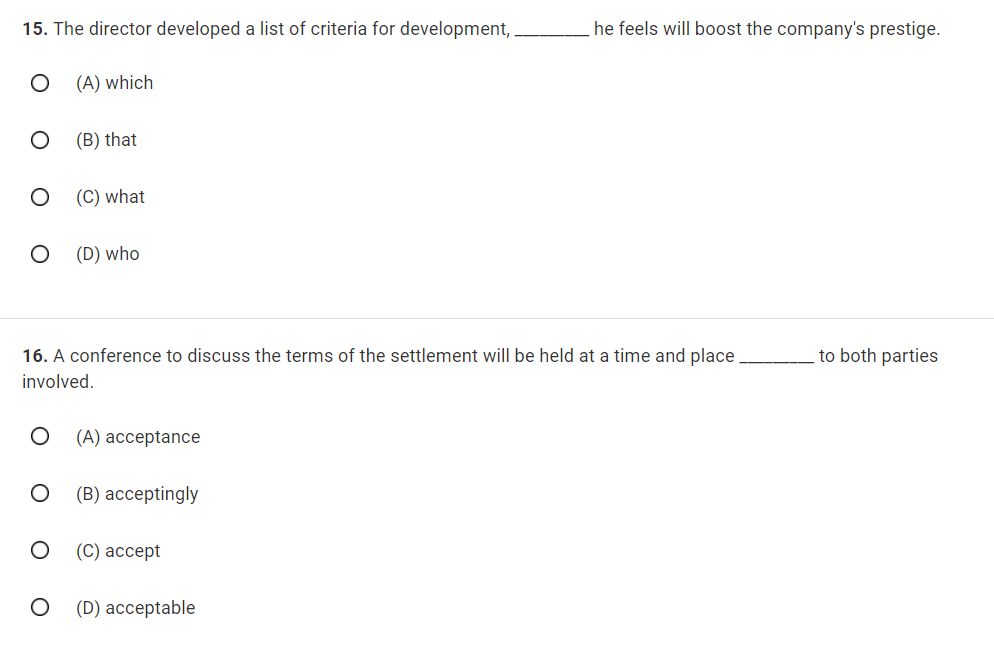 15. The director developed a list of criteria for development, _________ he feels will boost the company's prestige.
(A) which
(B) that
(C) what
(D) who
16. A conference to discuss the terms of the settlement will be held at a time and place _________ to both parties
involved.
(A) acceptance
(B) acceptingly
(C) accept
(D) acceptable